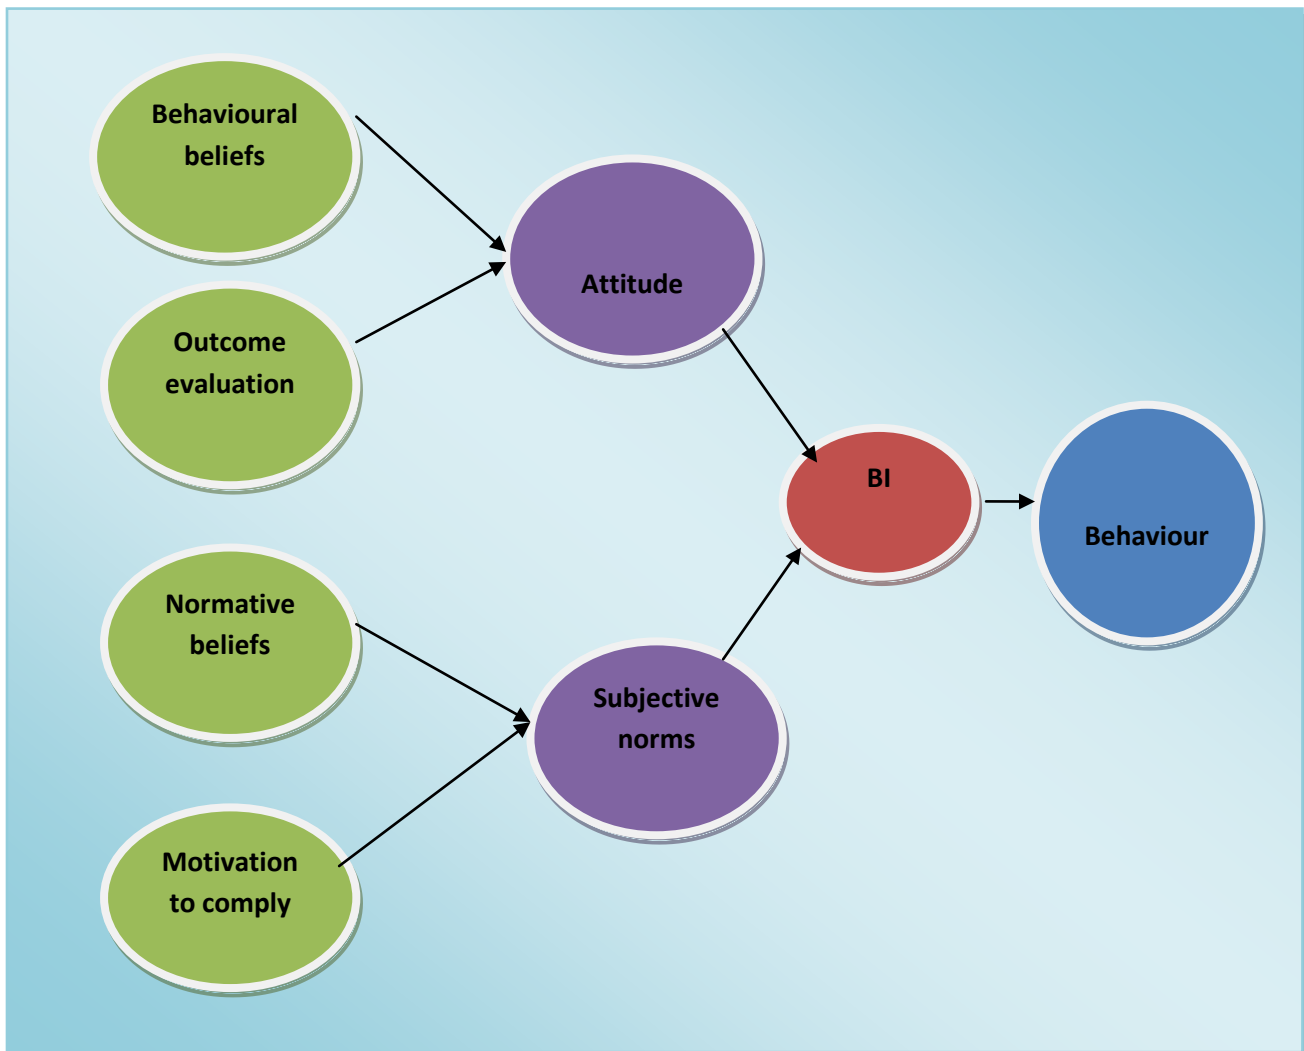 Behavioural
beliefs
Outcome
evaluation
Normative
beliefs
Motivation
to comply
Attitude
Subjective
norms
BI
Behaviour